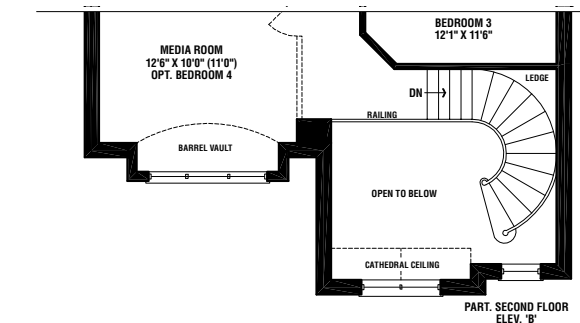 BEDROOM 3
12'1" X 11'6"
MEDIA ROOM
12'6" X 10'0" (11'0")
OPT. BEDROOM 4
LEDGE
DN
RAILING
BARREL VAULT
OPEN TO BELOW
CATHEDRAL CEILING
PART. SECOND FLOOR
ELEV. 'B'